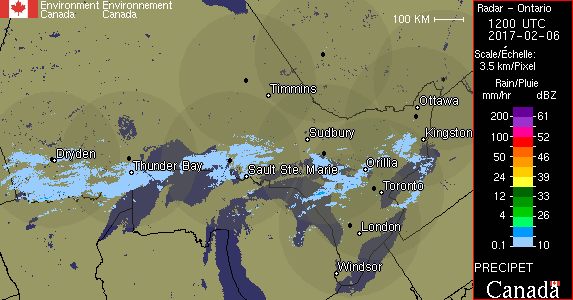 Environment Environnement
Canada Canada
100 KM
Timmins
Ottawa
Sudbury
Kingston
Dryden
Thunder Bay
Sault Ste. Marie
Orillia
Toronto
London
Windsor
Radar - Ontario
1200 UTC
2017-02-06
Scale/Échelle:
3.5 km/Pixel
Rain/Pluie
mm/hr dBZ
200 61
100 52
50 46
24 39
12 33
4 26
0.1 10
PRECIPET
Canada